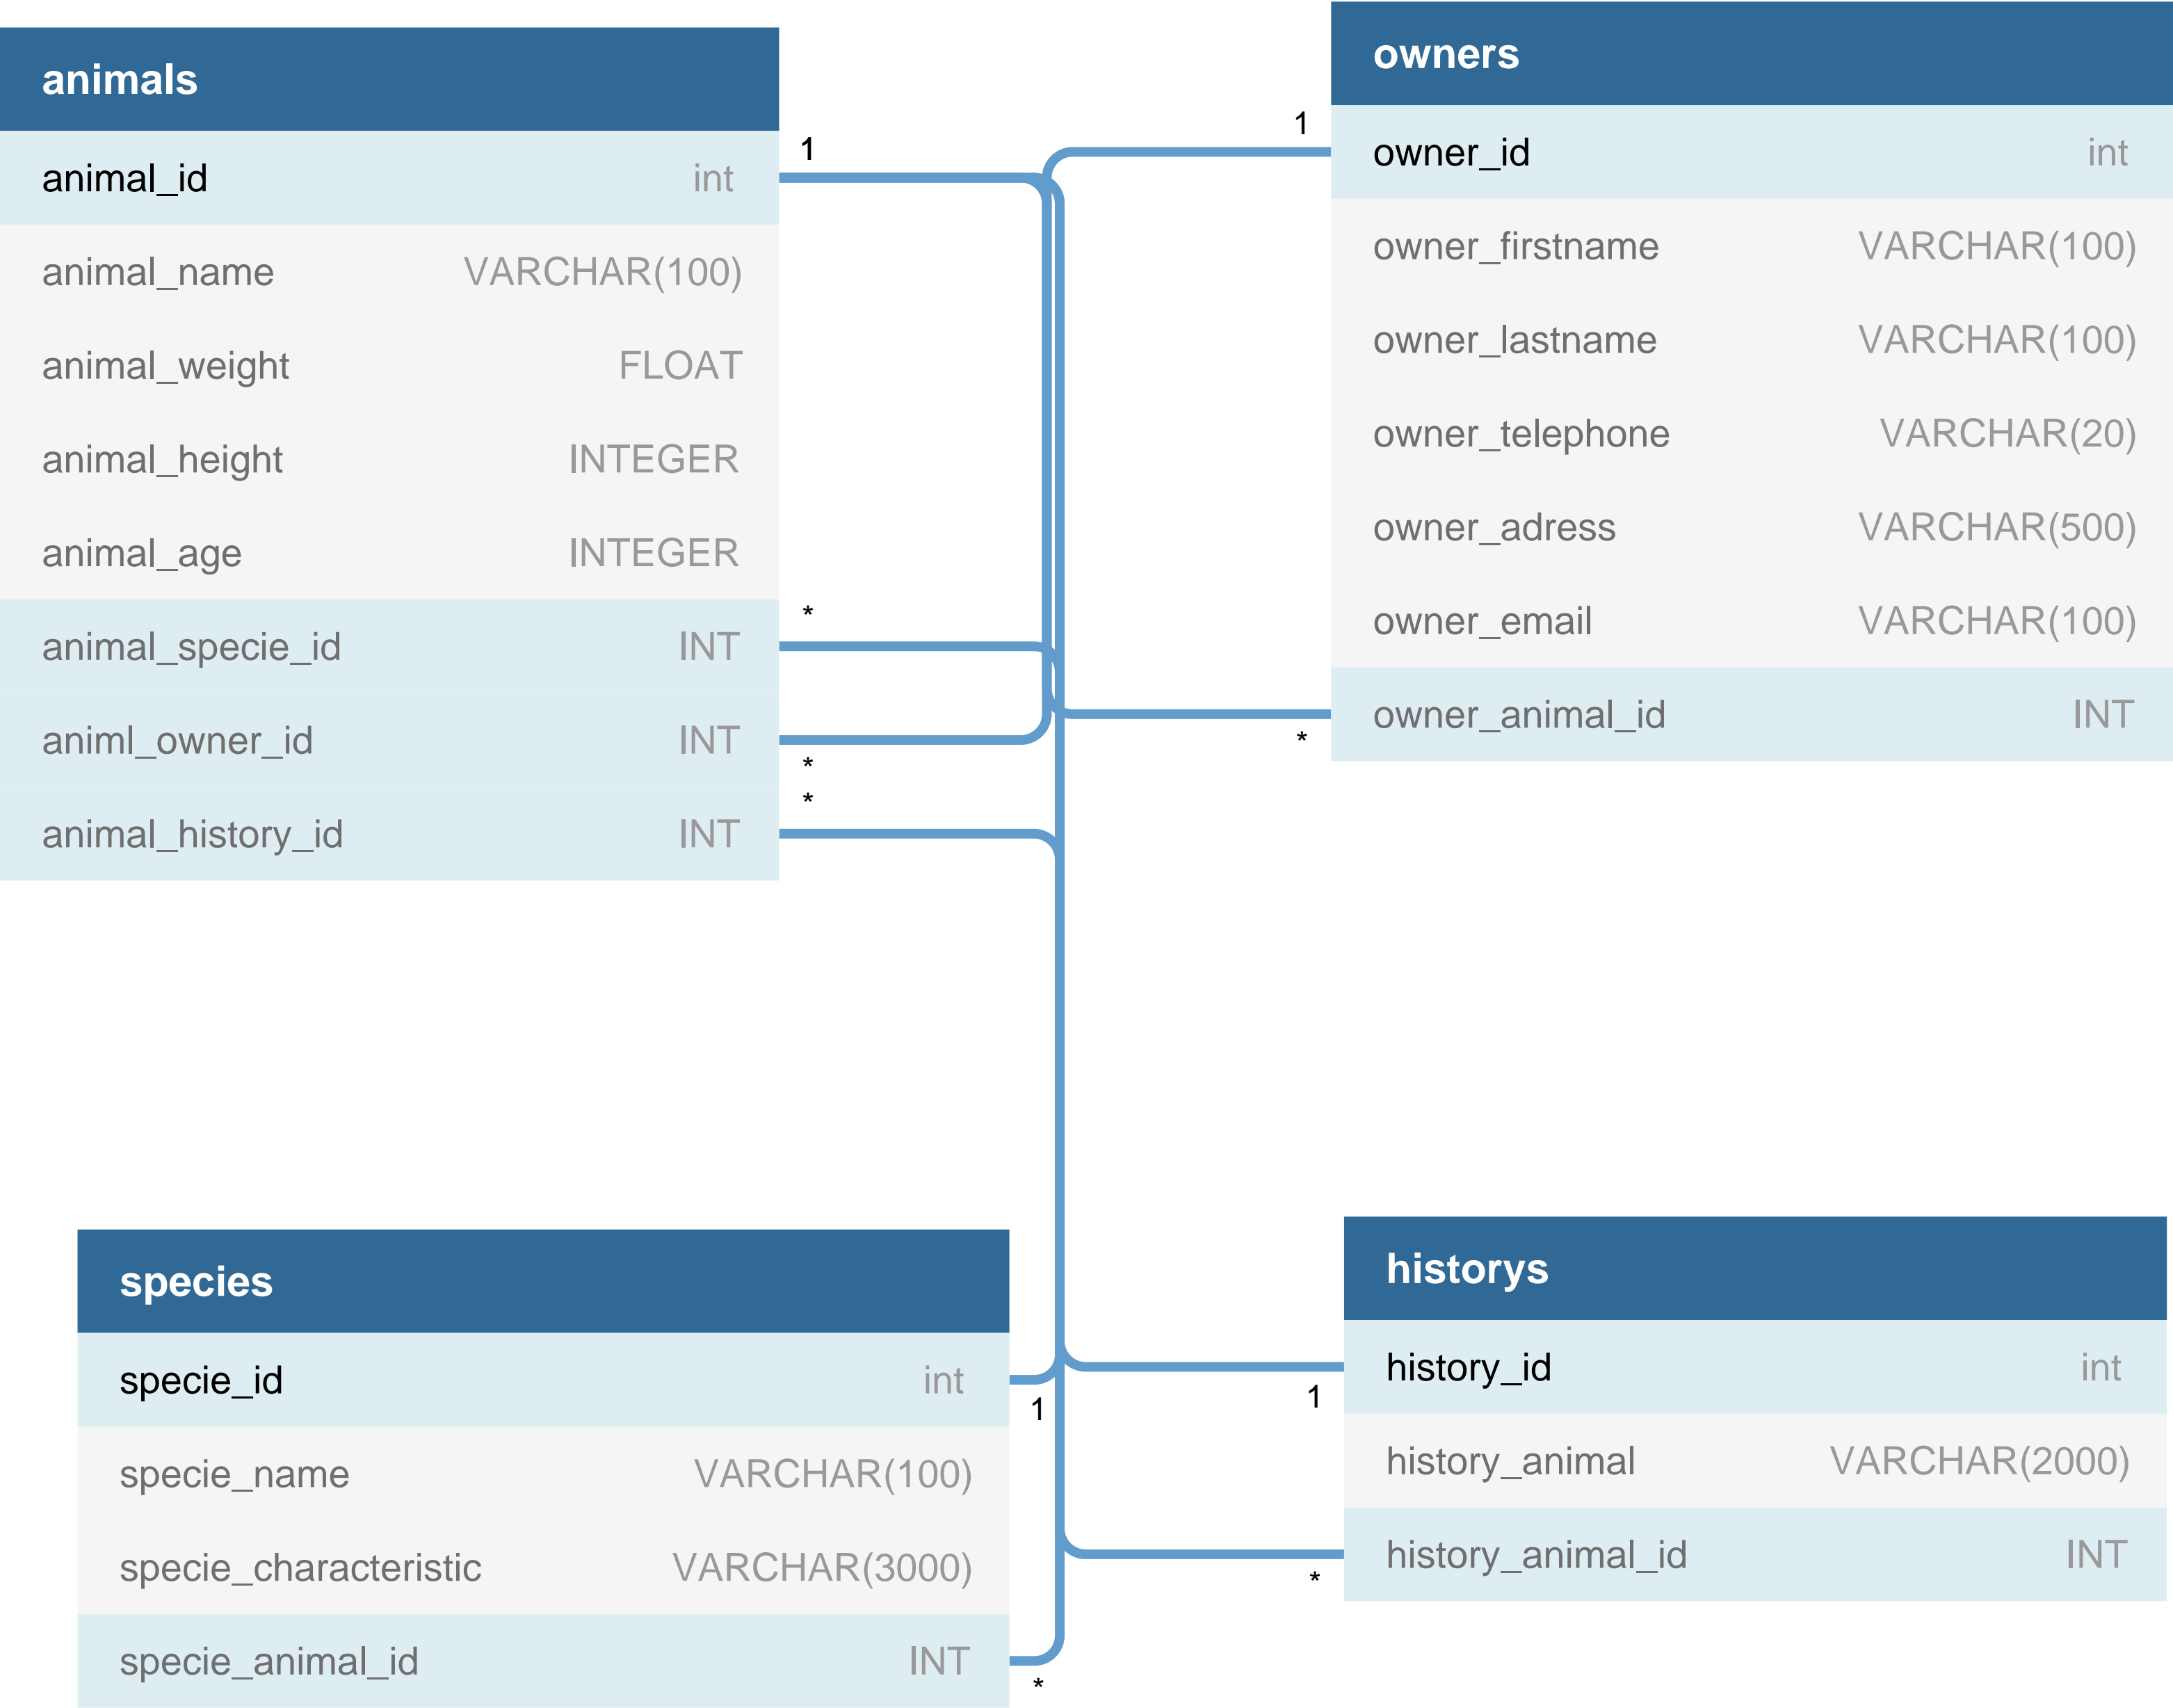 animals
animal_id int
animal_name VARCHAR(100)
animal_weight FLOAT
animal_height INTEGER
animal_age INTEGER
animal_specie_id INT
animl_owner_id INT
animal_history_id INT
1
*
*
*
owners
owner_id int
owner_firstname VARCHAR(100)
owner_lastname VARCHAR(100)
owner_telephone VARCHAR(20)
owner_adress VARCHAR(500)
owner_email VARCHAR(100)
owner_animal_id INT
1
*
species
specie_id int
specie_name VARCHAR(100)
specie_characteristic VARCHAR(3000)
specie_animal_id INT
1
*
historys
history_id int
history_animal VARCHAR(2000)
history_animal_id INT
1
*